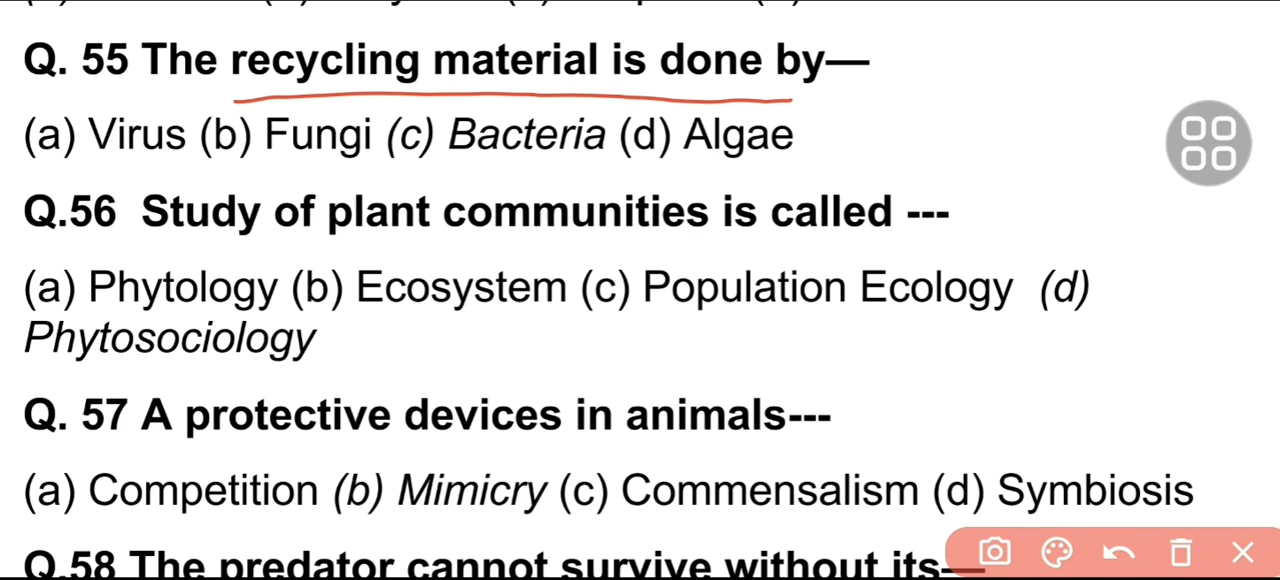 Q. 55 The recycling material is done by—
(a) Virus (b) Fungi (c) Bacteria (d) Algae
Q.56 Study of plant communities is called ---
(a) Phytology (b) Ecosystem (c) Population Ecology (d)
Phytosociology
Q. 57 A protective devices in animals---
(a) Competition (b) Mimicry (c) Commensalism (d) Symbiosis
Q.58 The predator cannot survive without its—